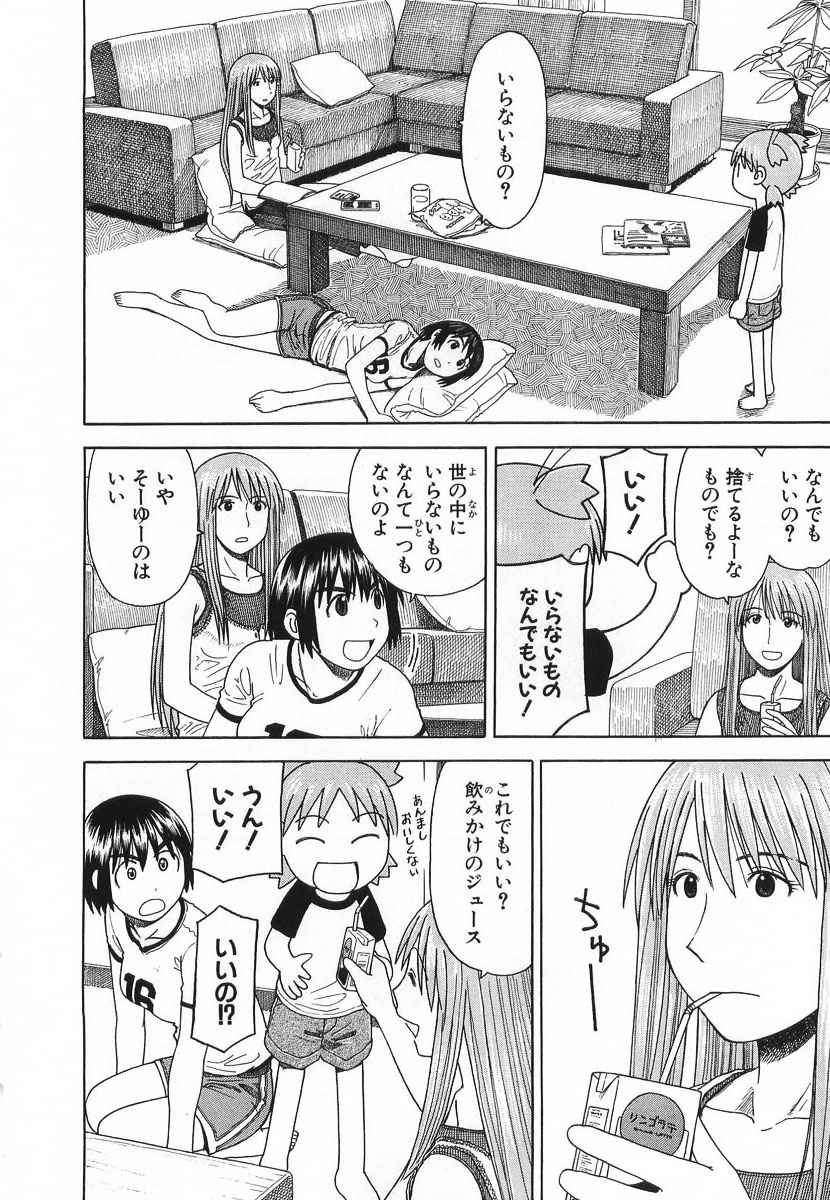 いらないもの？
なんでも
いいの？
捨てるよーな
ものでも？
いい！
いらないもの
なんでもいい！
世の中に
いらないもの
なんて一つも
ないのよ
いや
そーゆーのは
いい
ちゅー
リンゴラテ
これでもいい？
飲みかけのジュース
あんまし
おいしくない
うん！
いい！
いいの！？
16